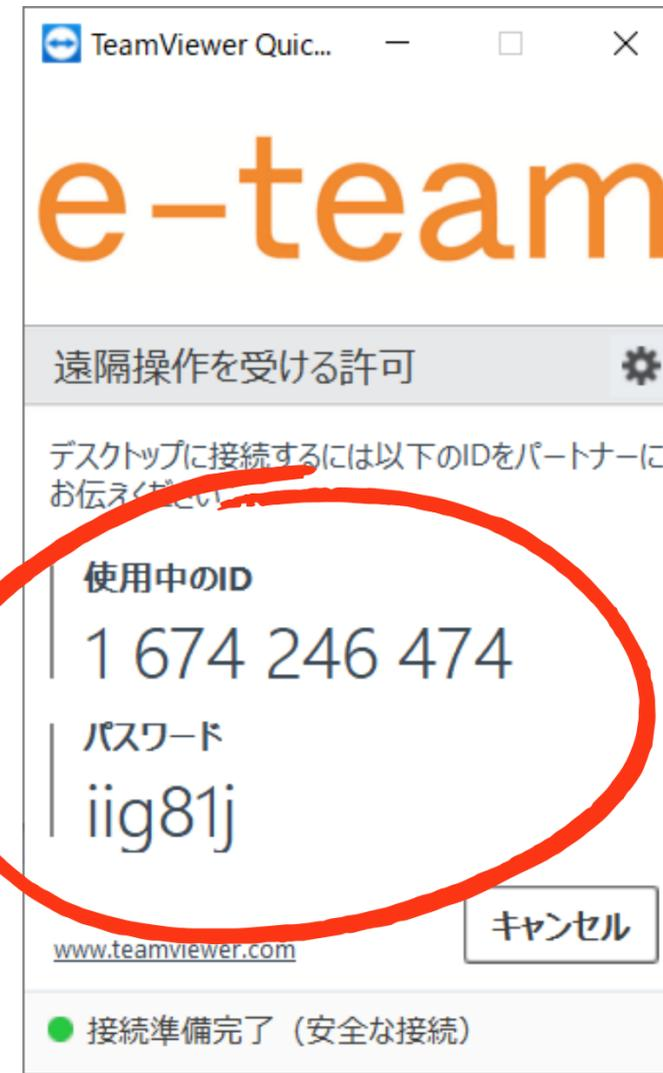 TeamViewer Quic...
e-team
遠隔操作を受ける許可
デスクトップに接続するには以下のIDをパートナーに
お伝えください
使用中のID
1 674 246 474
パスワード
iig81j
キャンセル
www.teamviewer.com
接続準備完了（安全な接続）